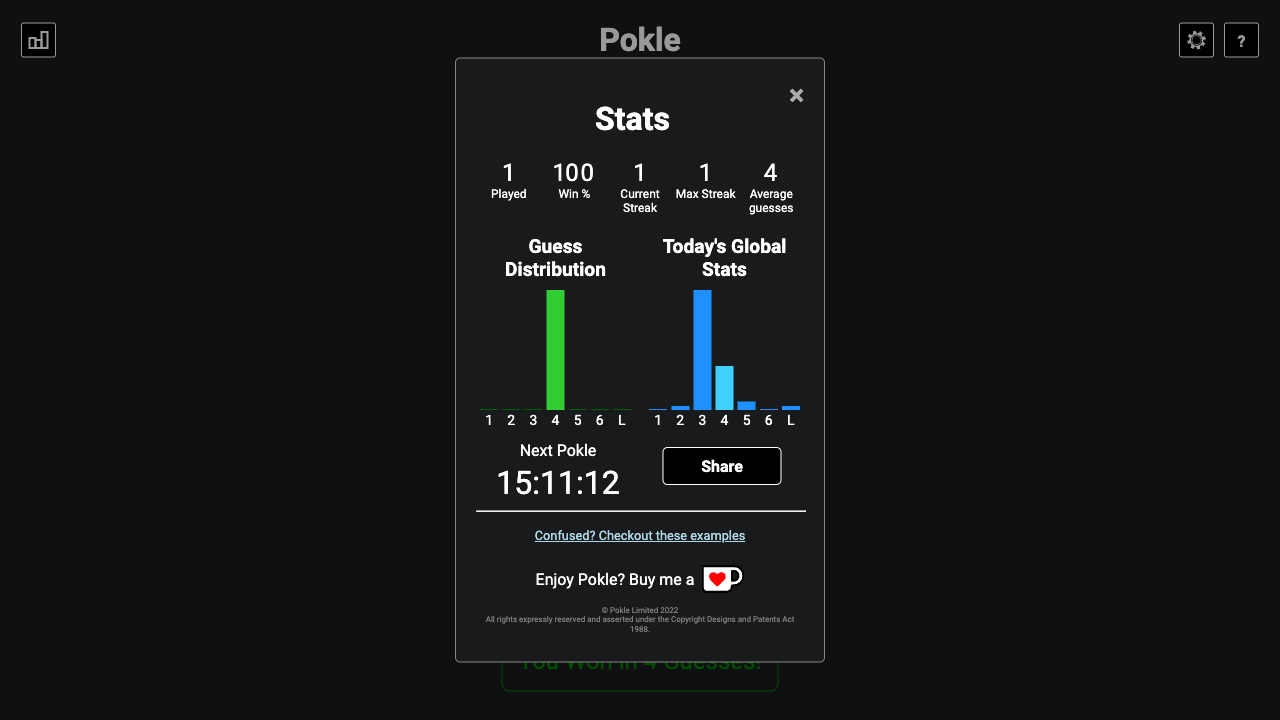 Pokle
?
×
Stats
1 100 1 1 4
Played Win % Current Max Streak Average
Streak guesses
Guess
Distribution
Today's Global
Stats
1 2 3 4 5 6 L
1 2 3 4 5 6 L
Next Pokle
15:11:12
Share
Confused? Checkout these examples
Enjoy Pokle? Buy me a
© Pokle Limited 2022
All rights expressly reserved and asserted under the Copyright Designs and Patents Act
1988.
You Won in 4 Guesses!